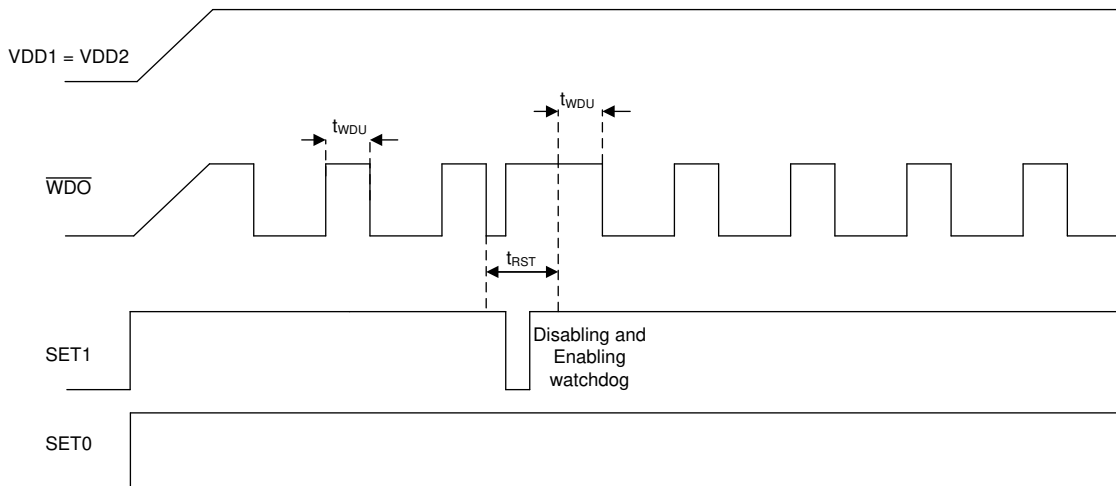 VDD1 = VDD2
tWDU
tWDU
WDO
tRST
SET1
Disabling and
Enabling
watchdog
SET0